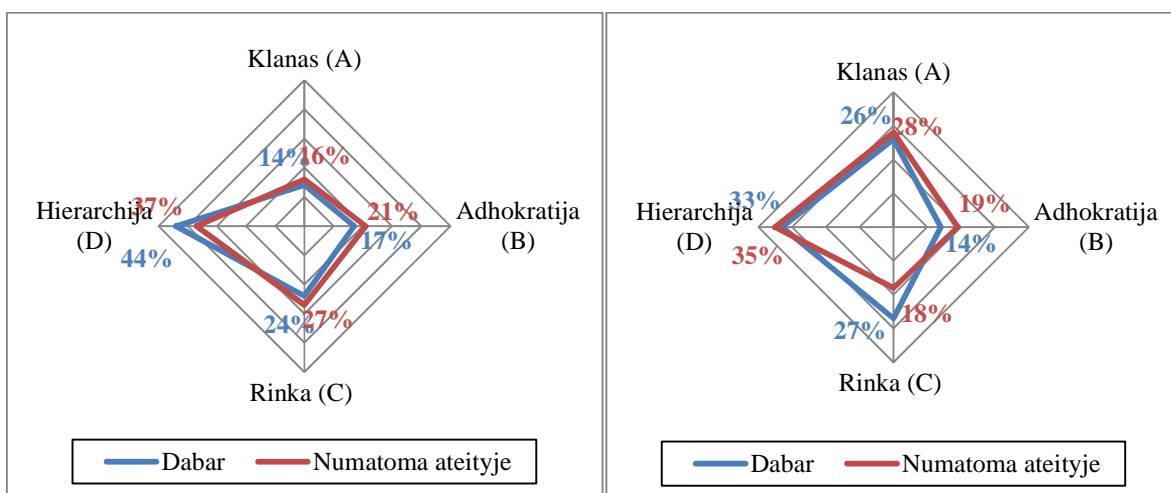 Klanas (A)
14%
16%
37%
Hierarchija
(D)
44%
21%
17%
Adhokratija
(B)
24%
27%
Rinka (C)
Dabar
Numatoma ateityje
Klanas (A)
26%
28%
33%
Hierarchija
(D)
35%
19%
14%
Adhokratija
(B)
27%
18%
Rinka (C)
Dabar
Numatoma ateityje